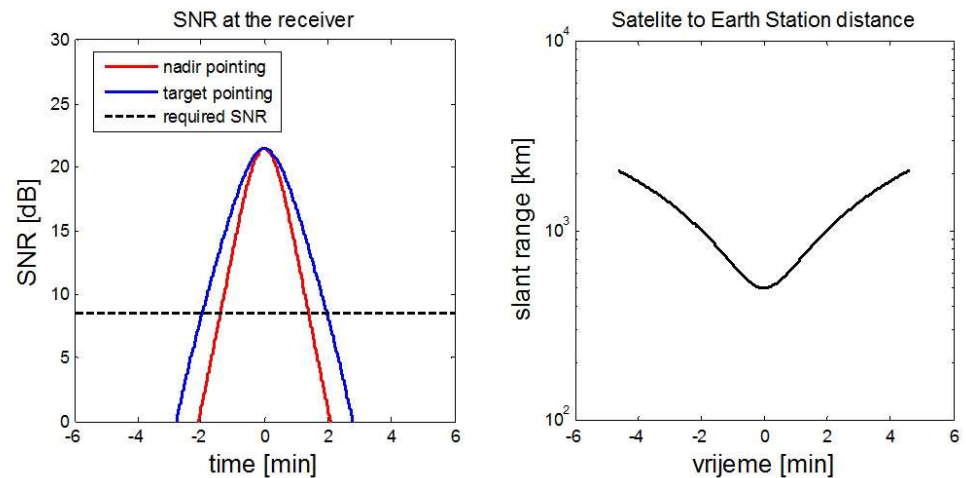 SNR at the receiver
30
25
20
15
10
5
0
SNR [dB]
nadir pointing
target pointing
required SNR
-6 -4 -2 0 2 4 6
time [min]
Satelite to Earth Station distance
10^4
10^3
10^2
slant range [km]
-6 -4 -2 0 2 4 6
vrijeme [min]